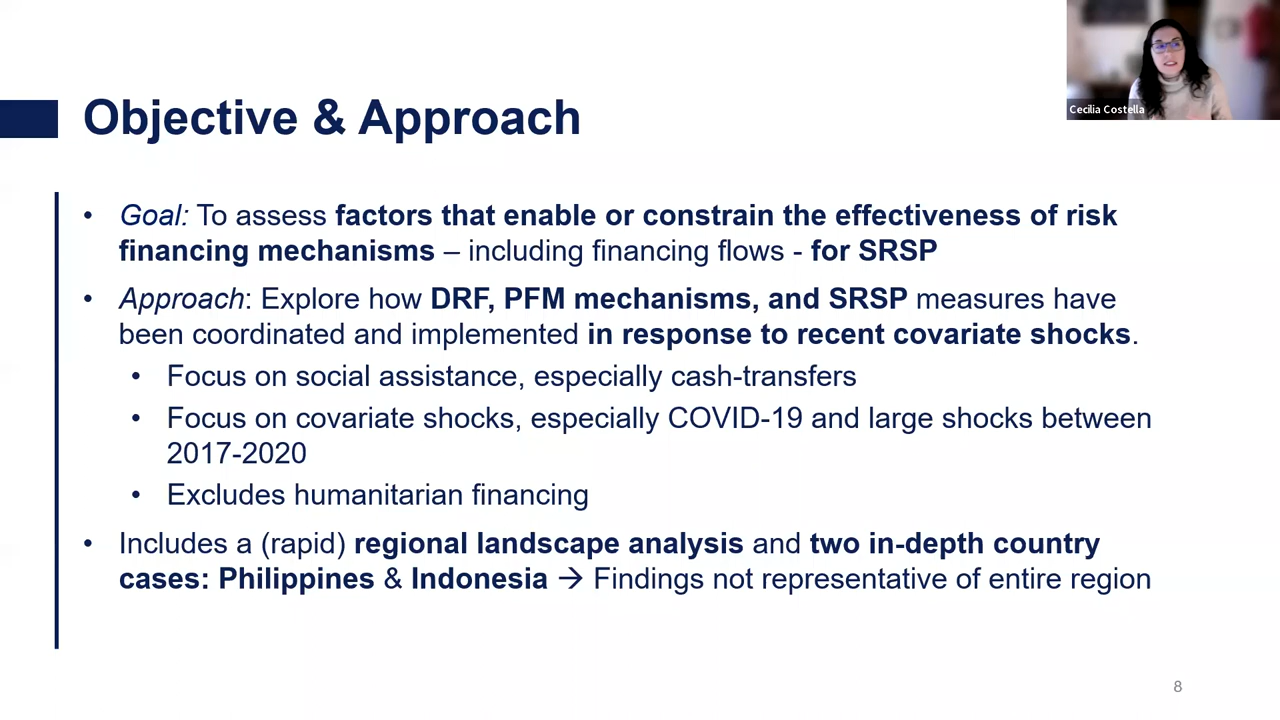 Cecilia Costella
Objective & Approach
• Goal: To assess factors that enable or constrain the effectiveness of risk
financing mechanisms – including financing flows - for SRSP
• Approach: Explore how DRF, PFM mechanisms, and SRSP measures have
been coordinated and implemented in response to recent covariate shocks.
• Focus on social assistance, especially cash-transfers
• Focus on covariate shocks, especially COVID-19 and large shocks between
2017-2020
• Excludes humanitarian financing
• Includes a (rapid) regional landscape analysis and two in-depth country
cases: Philippines & Indonesia → Findings not representative of entire region
8